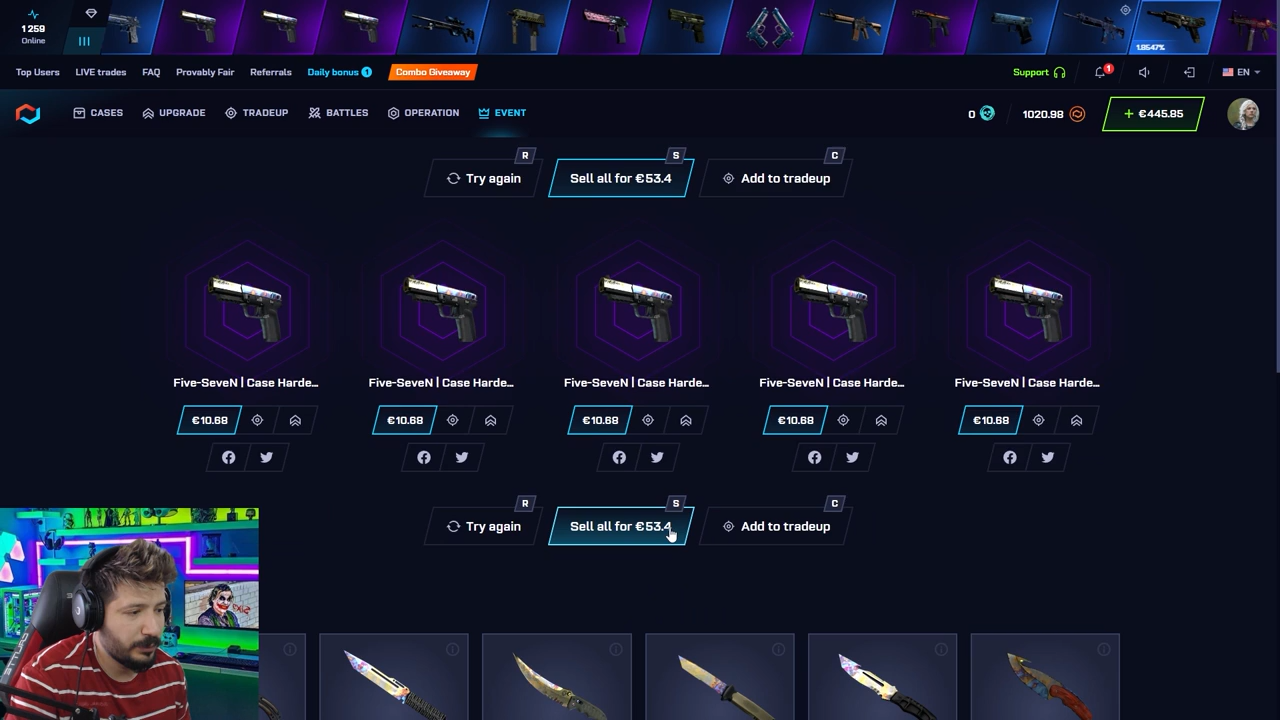 1 259
Online
1.8547%
Top Users
LIVE trades
FAQ
Provably Fair
Referrals
Daily bonus 1
Combo Giveaway
Support
1
EN
CASES
UPGRADE
TRADEUP
BATTLES
OPERATION
EVENT
0
1020.98
+ €445.85
R
S
C
Try again
Sell all for €53.4
Add to tradeup
Five-SeveN | Case Harde...
Five-SeveN | Case Harde...
Five-SeveN | Case Harde...
Five-SeveN | Case Harde...
Five-SeveN | Case Harde...
€10.68
€10.68
€10.68
€10.68
€10.68
R
S
C
Try again
Sell all for €53.4
Add to tradeup